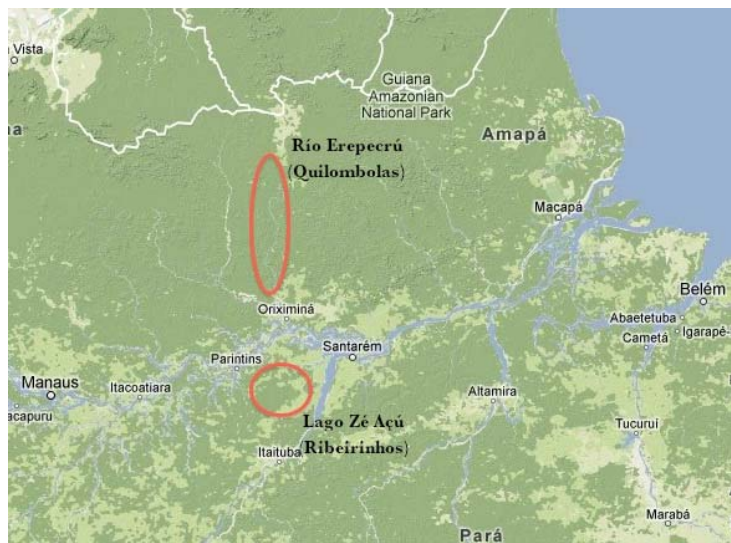 Vista
Guiana
Amazonian
National Park
Amapá
Río Erepecrú
(Quilombolas)
Macapá
Oriximiná
Belém
Abaetetuba
Igarapé-
Cametá
Santarém
Parintins
Manaus
Itacoatiara
acapuru
Altamira
Lago Zé Açú
(Ribeirinhos)
Itaituba
Tucuruí
Marabá
Pará